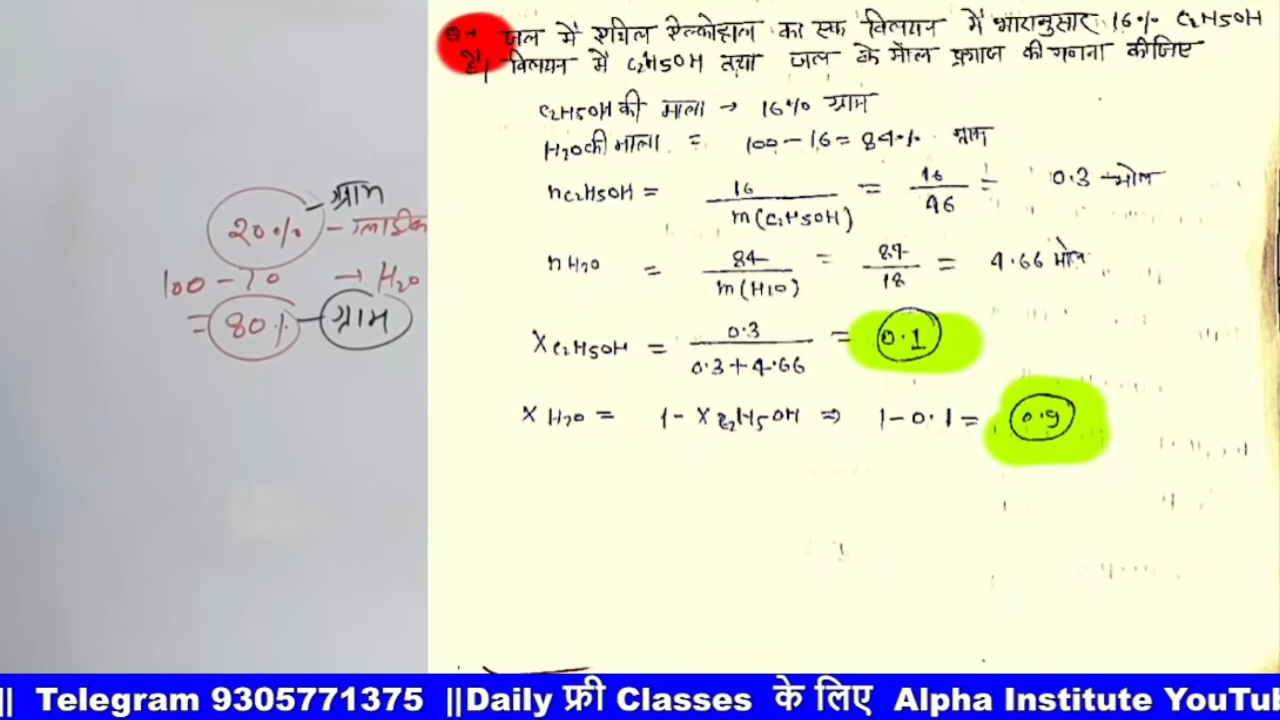 ग्राम
20% - ग्लाईक
100 - 20 → H2O
= 80% - ग्राम
Q → जल में एथिल ऐल्कोहाल का एक विलयन में भारानुसार 16% C2H5OH
है। विलयन में C2H5OH तथा जल के मोल प्रभाज की गणना कीजिए
C2H5OH की मात्रा → 16% ग्राम
H2O की मात्रा = 100 - 16 = 84% ग्राम
nC2H5OH = 16 / m(C2H5OH) = 16 / 46 = 0.3 मोल
nH2O = 84 / m(H2O) = 84 / 18 = 4.66 मोल
XC2H5OH = 0.3 / 0.3+4.66 = 0.1
XH2O = 1 - XC2H5OH ⇒ 1 - 0.1 = 0.9
|| Telegram 9305771375 ||Daily फ्री Classes के लिए Alpha Institute YouTub